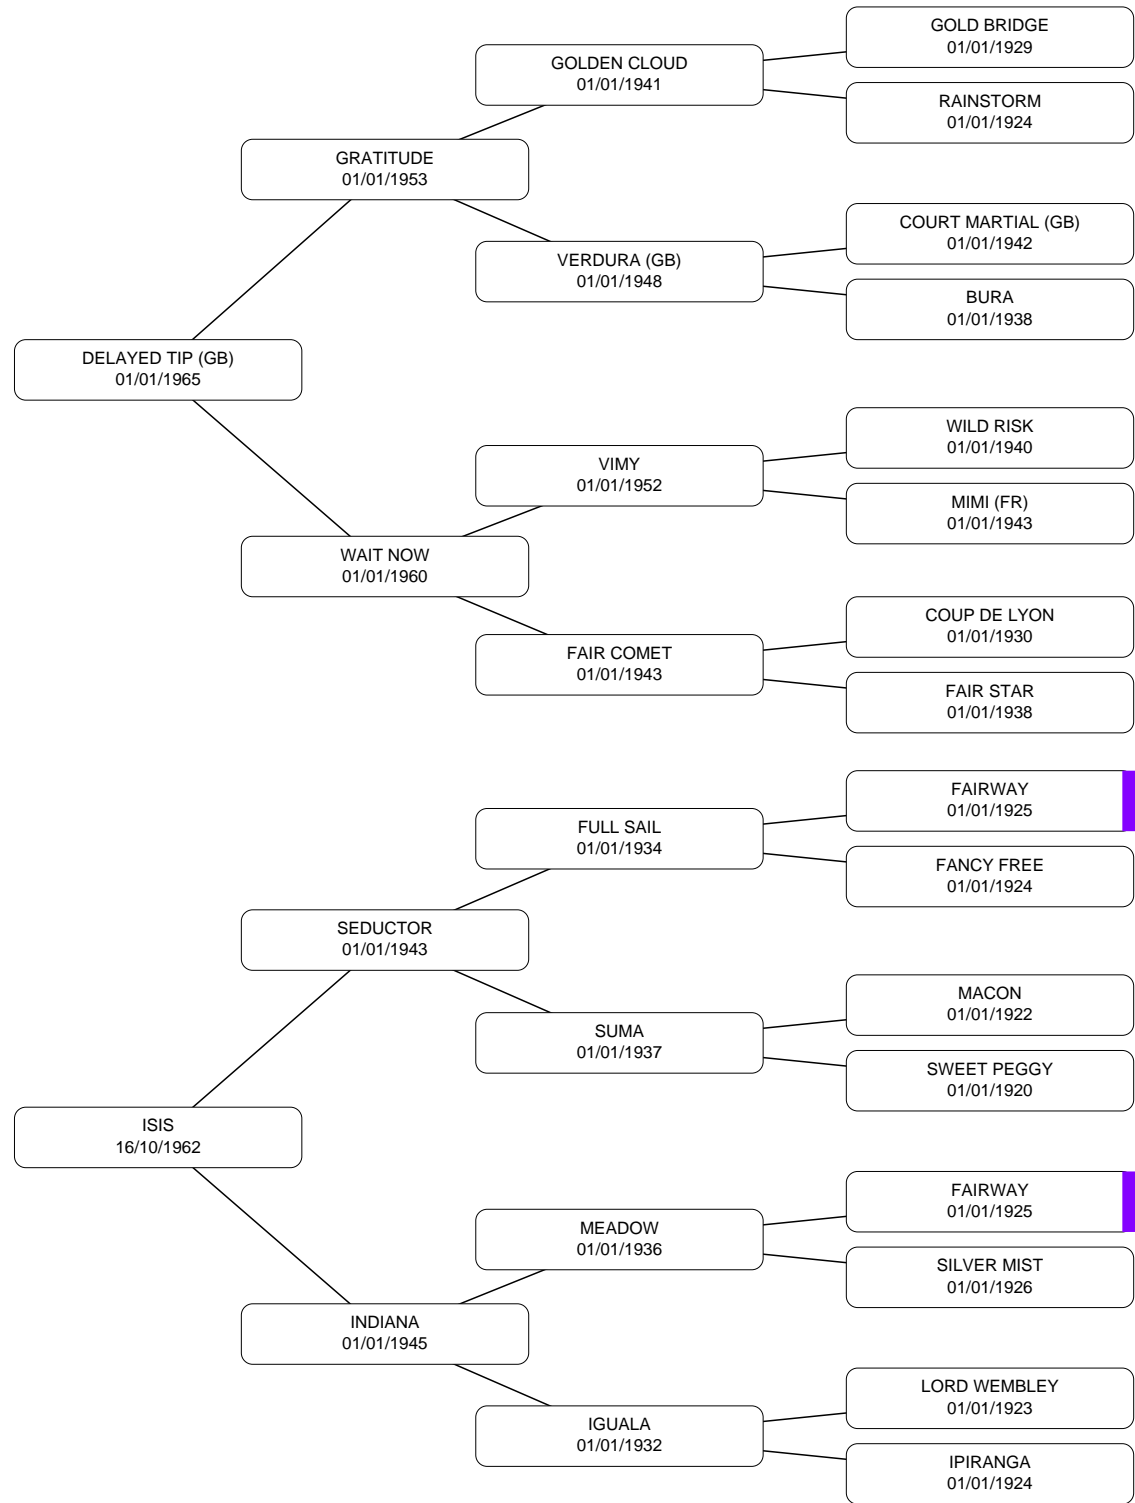 GOLD BRIDGE
01/01/1929
GOLDEN CLOUD
01/01/1941
RAINSTORM
01/01/1924
GRATITUDE
01/01/1953
COURT MARTIAL (GB)
01/01/1942
VERDURA (GB)
01/01/1948
BURA
01/01/1938
DELAYED TIP (GB)
01/01/1965
WILD RISK
01/01/1940
VIMY
01/01/1952
MIMI (FR)
01/01/1943
WAIT NOW
01/01/1960
COUP DE LYON
01/01/1930
FAIR COMET
01/01/1943
FAIR STAR
01/01/1938
FAIRWAY
01/01/1925
FULL SAIL
01/01/1934
FANCY FREE
01/01/1924
SEDUCTOR
01/01/1943
MACON
01/01/1922
SUMA
01/01/1937
SWEET PEGGY
01/01/1920
ISIS
16/10/1962
FAIRWAY
01/01/1925
MEADOW
01/01/1936
SILVER MIST
01/01/1926
INDIANA
01/01/1945
LORD WEMBLEY
01/01/1923
IGUALA
01/01/1932
IPIRANGA
01/01/1924